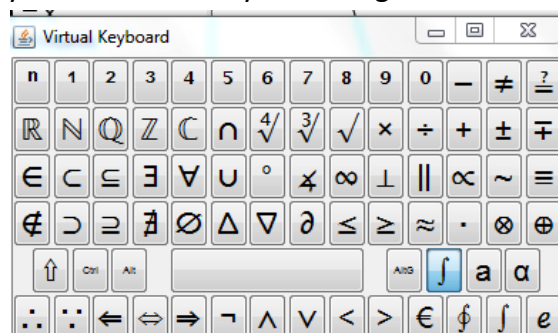 Virtual Keyboard
ⁿ ¹ ² ³ ⁴ ⁵ ⁶ ⁷ ⁸ ⁹ ⁰ − ≠ ≟
ℝ ℕ ℚ ℤ ℂ ∩ ∜ ∛ √ × ÷ + ± ∓
∈ ⊂ ⊆ ∃ ∀ ∪ ° ∡ ∞ ⊥ ∥ ∝ ~ ≡
∉ ⊃ ⊇ ∄ ∅ ∆ ∇ ∂ ≤ ≥ ≈ · ⊗ ⊕
⇧ Ctrl Alt AltG ∫ a α
∴ ∵ ⇐ ⇔ ⇒ ¬ ∧ ∨ < > € ∮ ∫ e